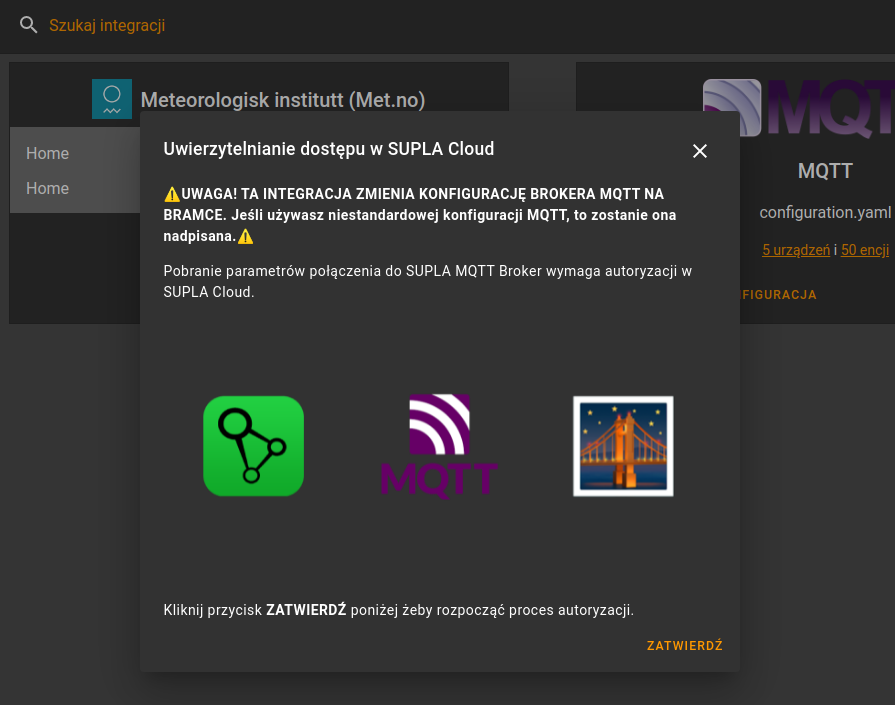 Szukaj integracji
Meteorologisk institutt (Met.no)
Home
Home
MQTT
configuration.yaml
5 urządzeń i 50 encji
FIGURACJA
Uwierzytelnianie dostępu w SUPLA Cloud
⚠️UWAGA! TA INTEGRACJA ZMIENIA KONFIGURACJĘ BROKERA MQTT NA
BRAMCE. Jeśli używasz niestandardowej konfiguracji MQTT, to zostanie ona
nadpisana.⚠️
Pobranie parametrów połączenia do SUPLA MQTT Broker wymaga autoryzacji w
SUPLA Cloud.
MQTT
Kliknij przycisk ZATWIERDŹ poniżej żeby rozpocząć proces autoryzacji.
ZATWIERDŹ